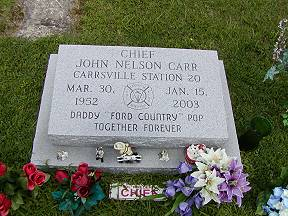 CHIEF
JOHN NELSON CARR
CARRSVILLE STATION 20
MAR. 30, JAN. 15,
1952 2003
DADDY "FORD COUNTRY" POP
TOGETHER FOREVER
CHIEF